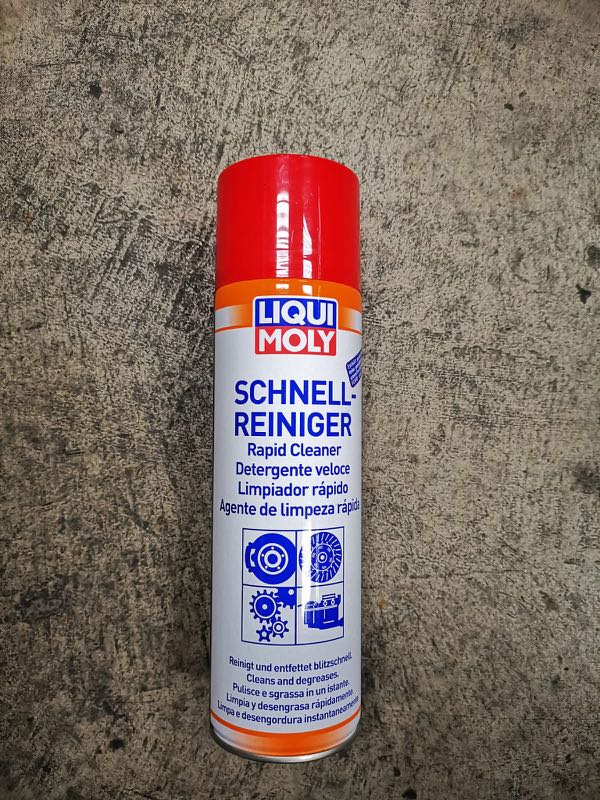 LIQUI
MOLY
SCHNELL-
REINIGER
Rapid Cleaner
Detergente veloce
Limpiador rápido
Agente de limpeza rápida
Reinigt und entfettet blitzschnell.
Cleans and degreases.
Pulisce e sgrassa in un istante.
Limpia y desengrasa rápidamente.
Limpa e desengordura instantaneamente.